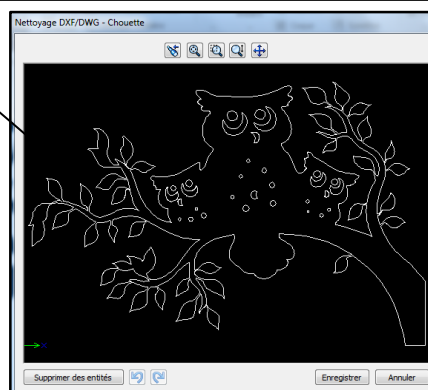 Nettoyage DXF/DWG - Chouette
Supprimer des entités
Enregistrer
Annuler